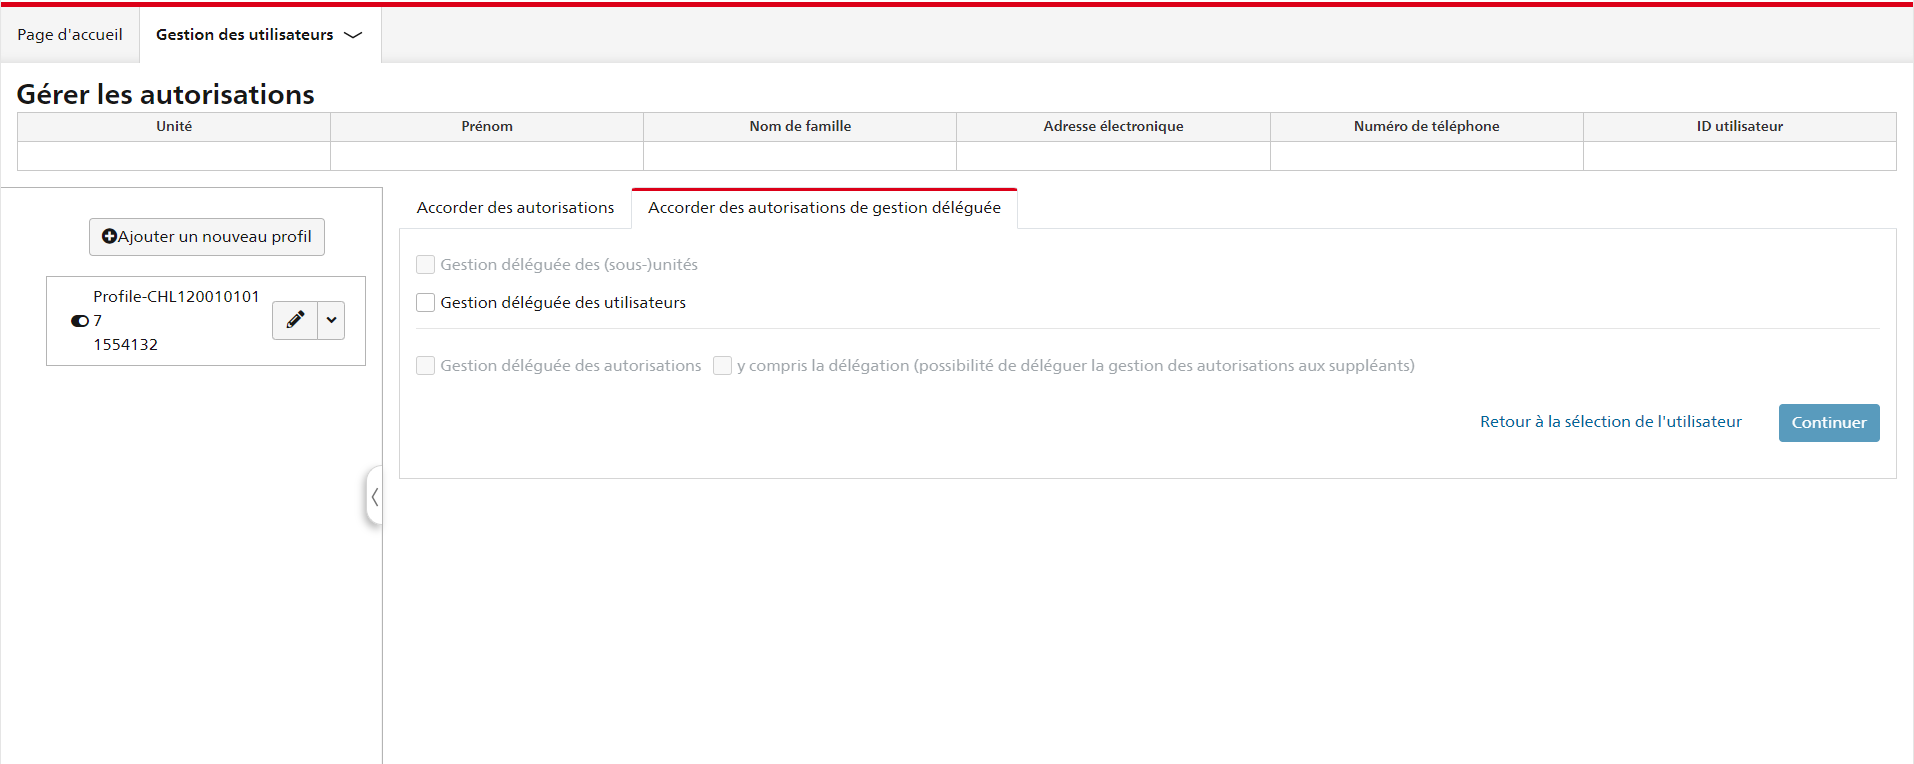 Page d'accueil
Gestion des utilisateurs
Gérer les autorisations
Unité
Prénom
Nom de famille
Adresse électronique
Numéro de téléphone
ID utilisateur
Ajouter un nouveau profil
Profile-CHL120010101
7
1554132
Accorder des autorisations
Accorder des autorisations de gestion déléguée
Gestion déléguée des (sous-)unités
Gestion déléguée des utilisateurs
Gestion déléguée des autorisations
y compris la délégation (possibilité de déléguer la gestion des autorisations aux suppléants)
Retour à la sélection de l'utilisateur
Continuer